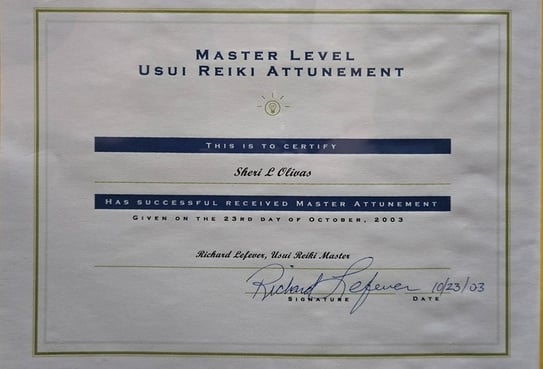 MASTER LEVEL
USUI REIKI ATTUNEMENT
THIS IS TO CERTIFY
Sheri L Olivas
HAS SUCCESSFUL RECEIVED MASTER ATTUNEMENT
GIVEN ON THE 23RD DAY OF OCTOBER, 2003
Richard Lefever, Usui Reiki Master
Richard Lefever 10/23/03
SIGNATURE DATE